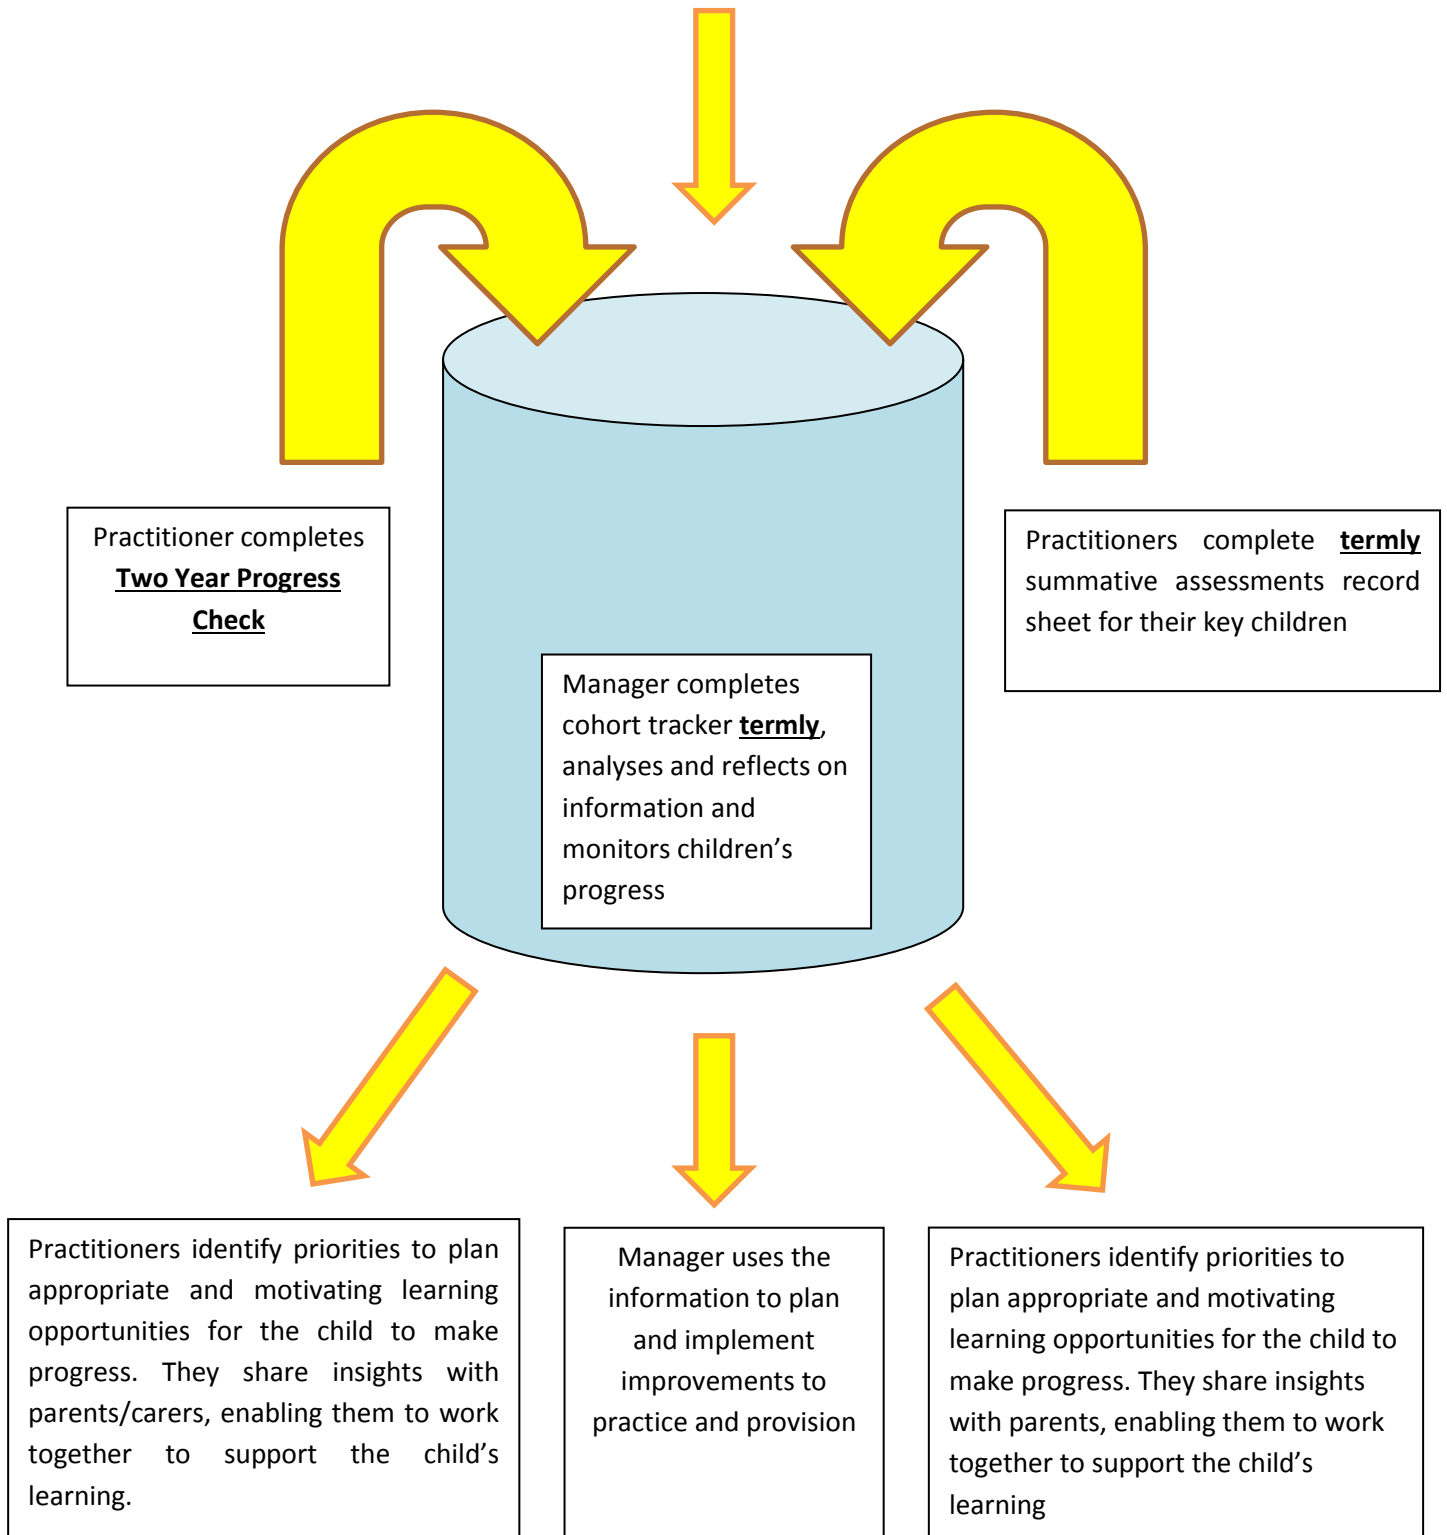 Practitioner completes
Two Year Progress
Check
Practitioners complete termly
summative assessments record
sheet for their key children
Manager completes
cohort tracker termly,
analyses and reflects on
information and
monitors children’s
progress
Practitioners identify priorities to plan
appropriate and motivating learning
opportunities for the child to make
progress. They share insights with
parents/carers, enabling them to work
together to support the child’s
learning.
Manager uses the
information to plan
and implement
improvements to
practice and provision
Practitioners identify priorities to
plan appropriate and motivating
learning opportunities for the child to
make progress. They share insights
with parents, enabling them to work
together to support the child’s
learning